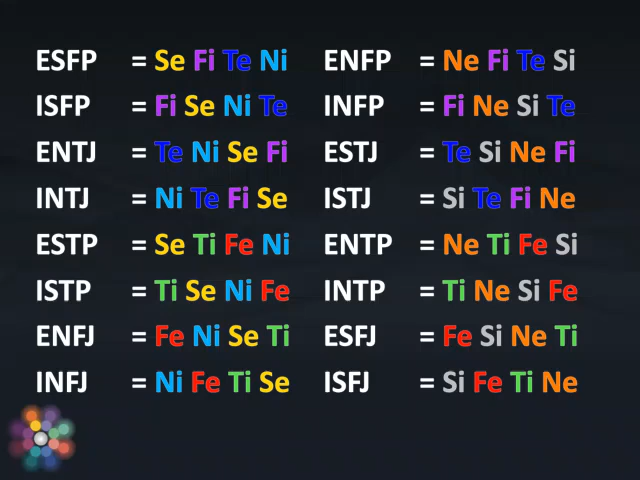 ESFP = Se Fi Te Ni ENFP = Ne Fi Te Si
ISFP = Fi Se Ni Te INFP = Fi Ne Si Te
ENTJ = Te Ni Se Fi ESTJ = Te Si Ne Fi
INTJ = Ni Te Fi Se ISTJ = Si Te Fi Ne
ESTP = Se Ti Fe Ni ENTP = Ne Ti Fe Si
ISTP = Ti Se Ni Fe INTP = Ti Ne Si Fe
ENFJ = Fe Ni Se Ti ESFJ = Fe Si Ne Ti
INFJ = Ni Fe Ti Se ISFJ = Si Fe Ti Ne